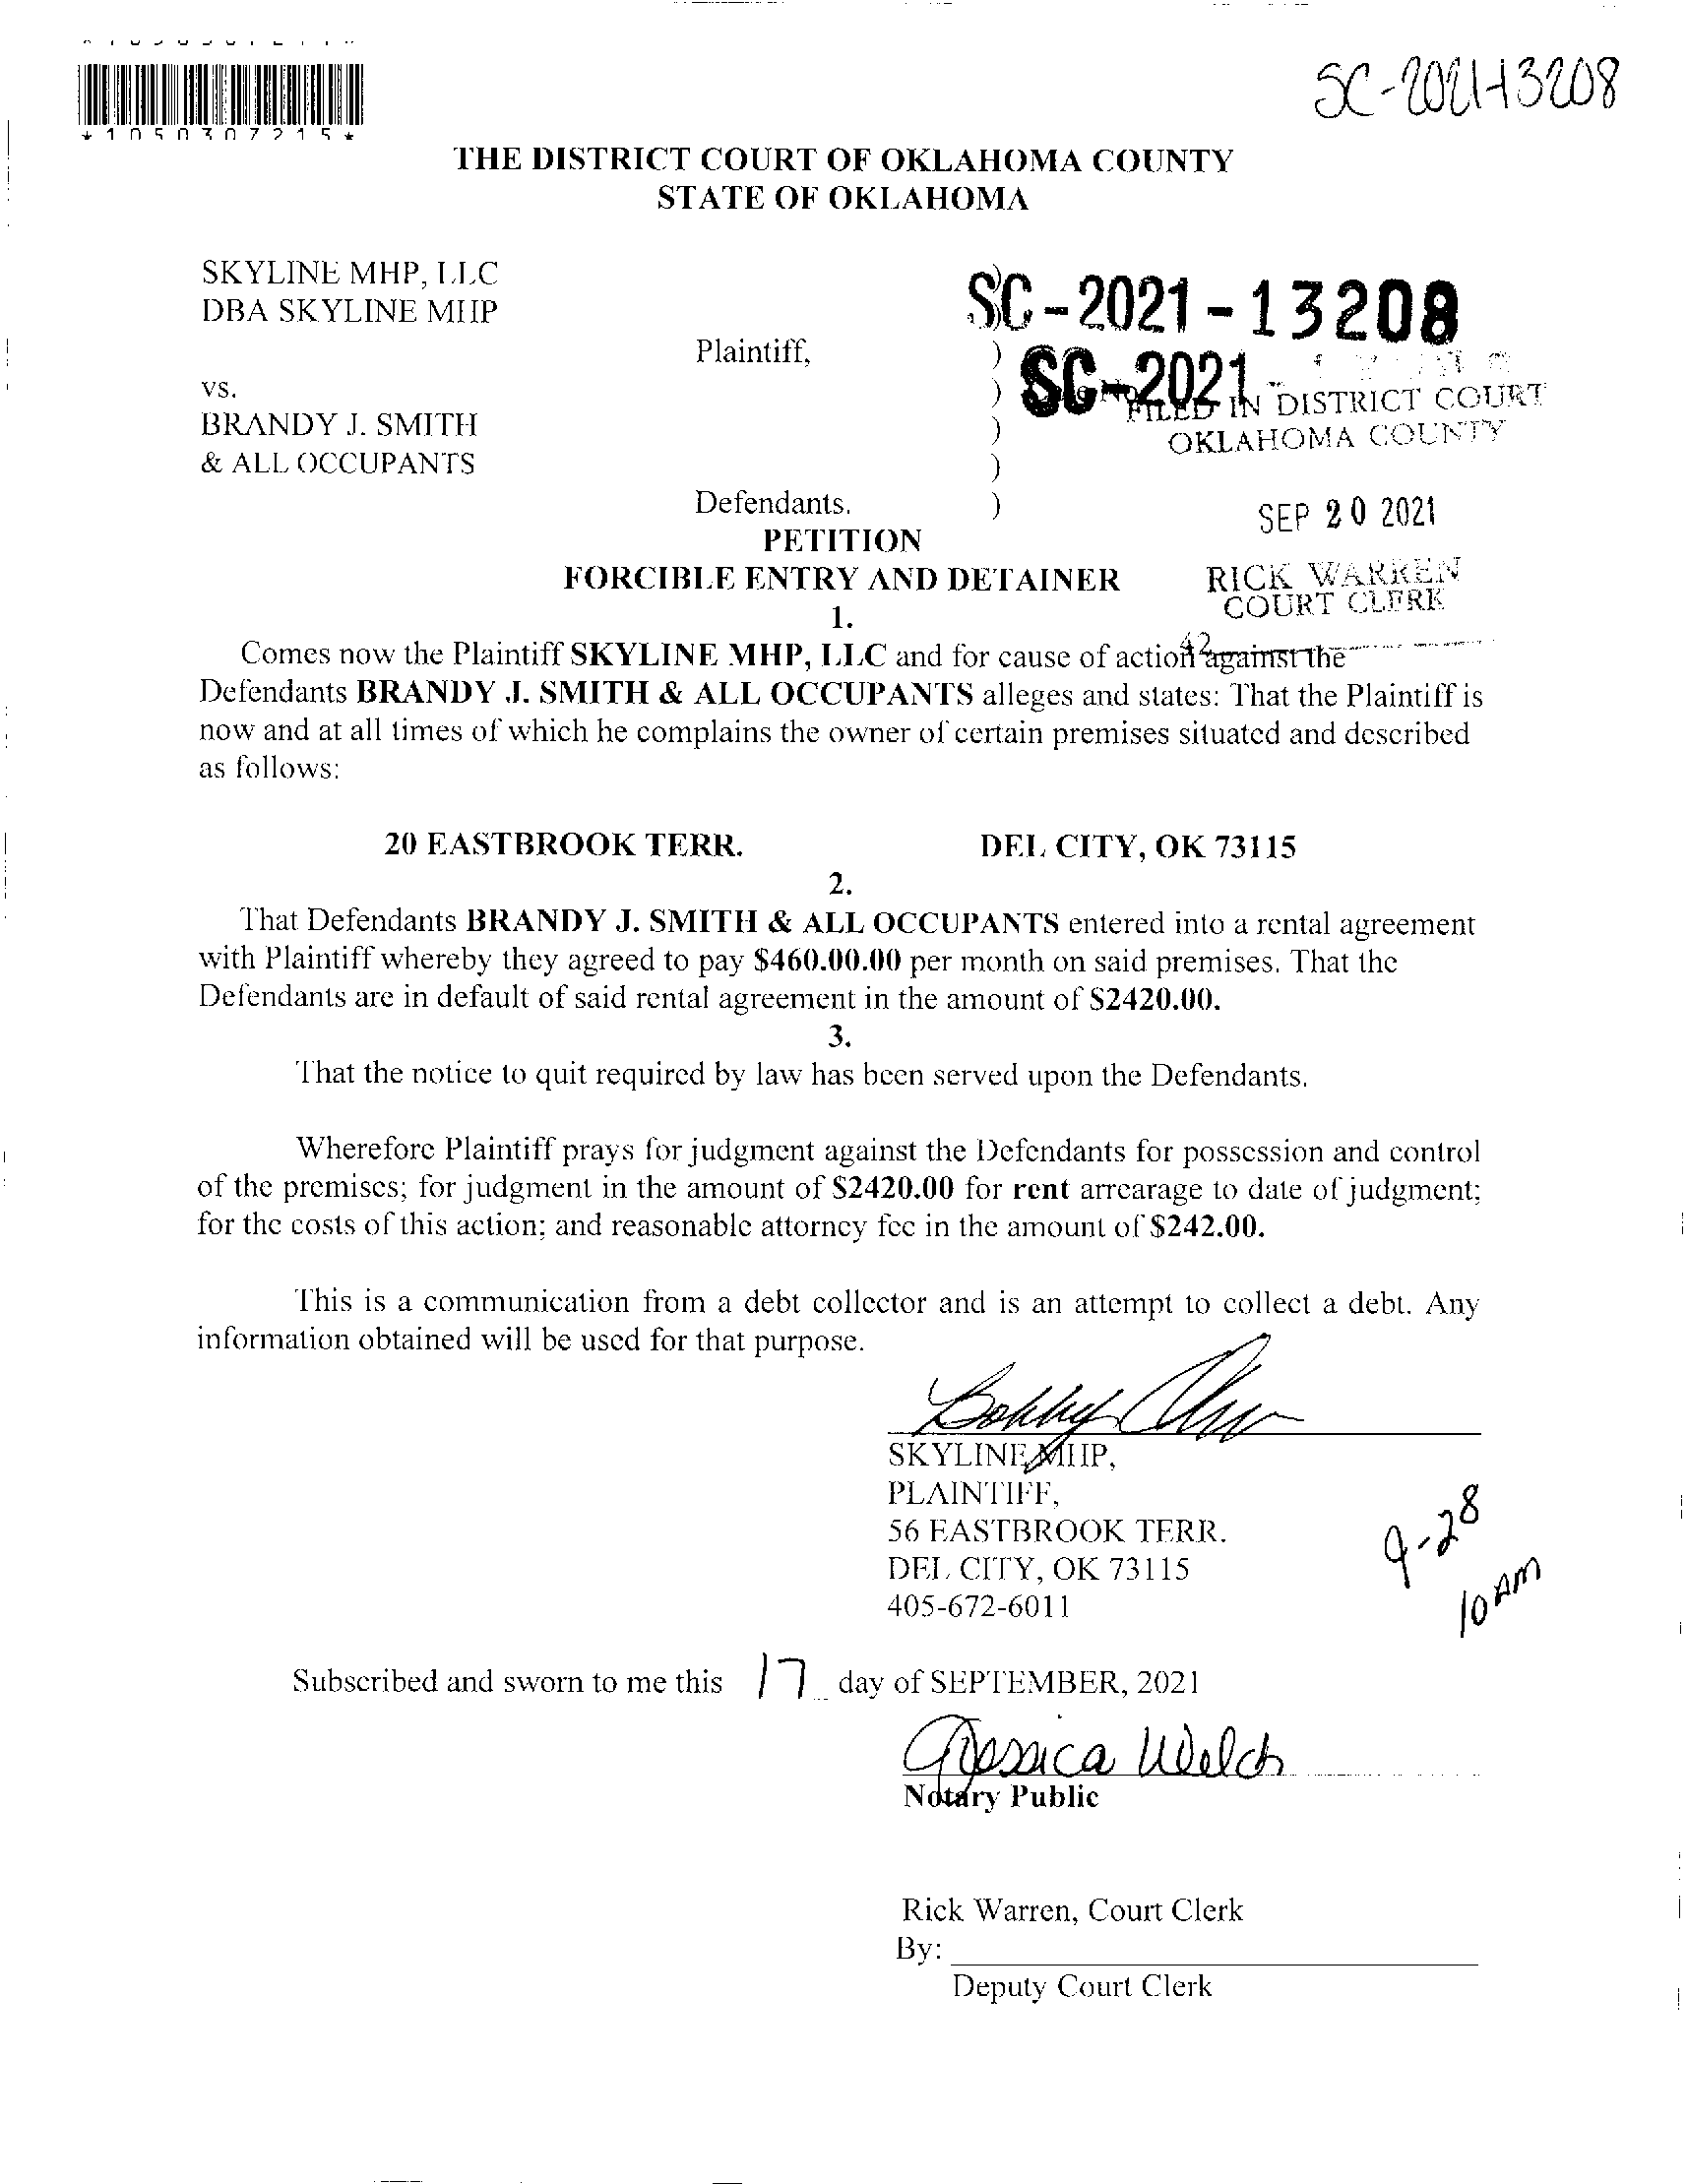 *1050307215*
SC-2021-13208
THE DISTRICT COURT OF OKLAHOMA COUNTY
STATE OF OKLAHOMA
SKYLINE MHP, LLC
DBA SKYLINE MHP
SC-2021-13208
Plaintiff, )
SC-2021-
vs. )
FILED IN DISTRICT COURT
BRANDY J. SMITH )
OKLAHOMA COUNTY
& ALL OCCUPANTS )
Defendants. )
SEP 20 2021
PETITION
FORCIBLE ENTRY AND DETAINER
RICK WARREN
COURT CLERK
1.
42
Comes now the Plaintiff SKYLINE MHP, LLC and for cause of action against the
Defendants BRANDY J. SMITH & ALL OCCUPANTS alleges and states: That the Plaintiff is
now and at all times of which he complains the owner of certain premises situated and described
as follows:
20 EASTBROOK TERR. DEL CITY, OK 73115
2.
That Defendants BRANDY J. SMITH & ALL OCCUPANTS entered into a rental agreement
with Plaintiff whereby they agreed to pay $460.00.00 per month on said premises. That the
Defendants are in default of said rental agreement in the amount of $2420.00.
3.
That the notice to quit required by law has been served upon the Defendants.
Wherefore Plaintiff prays for judgment against the Defendants for possession and control
of the premises; for judgment in the amount of $2420.00 for rent arrearage to date of judgment;
for the costs of this action; and reasonable attorney fee in the amount of $242.00.
This is a communication from a debt collector and is an attempt to collect a debt. Any
information obtained will be used for that purpose.
Bobby
SKYLINE MHP,
PLAINTIFF,
56 EASTBROOK TERR.
DEL CITY, OK 73115
405-672-6011
9-28
10 AM
Subscribed and sworn to me this 17 day of SEPTEMBER, 2021
Jessica Welch
Notary Public
Rick Warren, Court Clerk
By:
Deputy Court Clerk